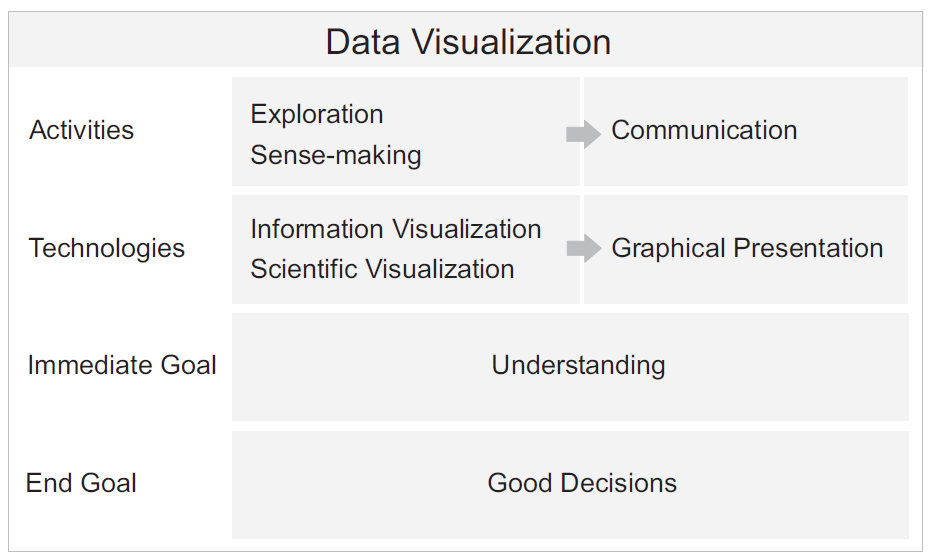 Data Visualization
Activities
Exploration
Sense-making
Communication
Technologies
Information Visualization
Scientific Visualization
Graphical Presentation
Immediate Goal
Understanding
End Goal
Good Decisions